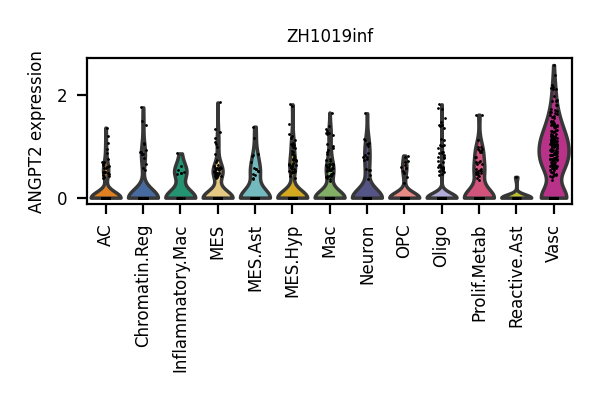 ZH1019inf
ANGPT2 expression
2
0
AC
Chromatin.Reg
Inflammatory.Mac
MES
MES.Ast
MES.Hyp
Mac
Neuron
OPC
Oligo
Prolif.Metab
Reactive.Ast
Vasc